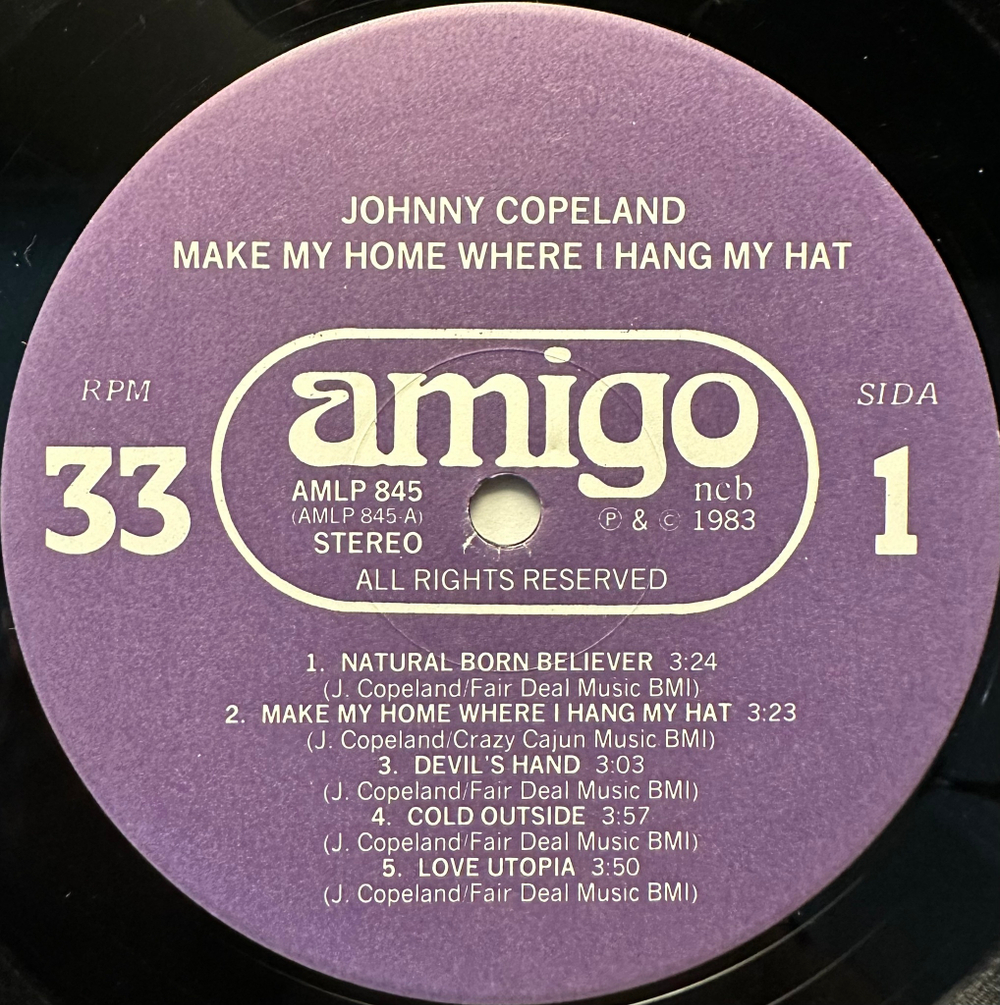 JOHNNY COPELAND
MAKE MY HOME WHERE I HANG MY HAT
RPM
33
amigo
SIDA
1
AMLP 845
(AMLP 845-A)
STEREO
ncb
Ⓟ & © 1983
ALL RIGHTS RESERVED
1. NATURAL BORN BELIEVER 3:24
(J. Copeland/Fair Deal Music BMI)
2. MAKE MY HOME WHERE I HANG MY HAT 3:23
(J. Copeland/Crazy Cajun Music BMI)
3. DEVIL'S HAND 3:03
(J. Copeland/Fair Deal Music BMI)
4. COLD OUTSIDE 3:57
(J. Copeland/Fair Deal Music BMI)
5. LOVE UTOPIA 3:50
(J. Copeland/Fair Deal Music BMI)